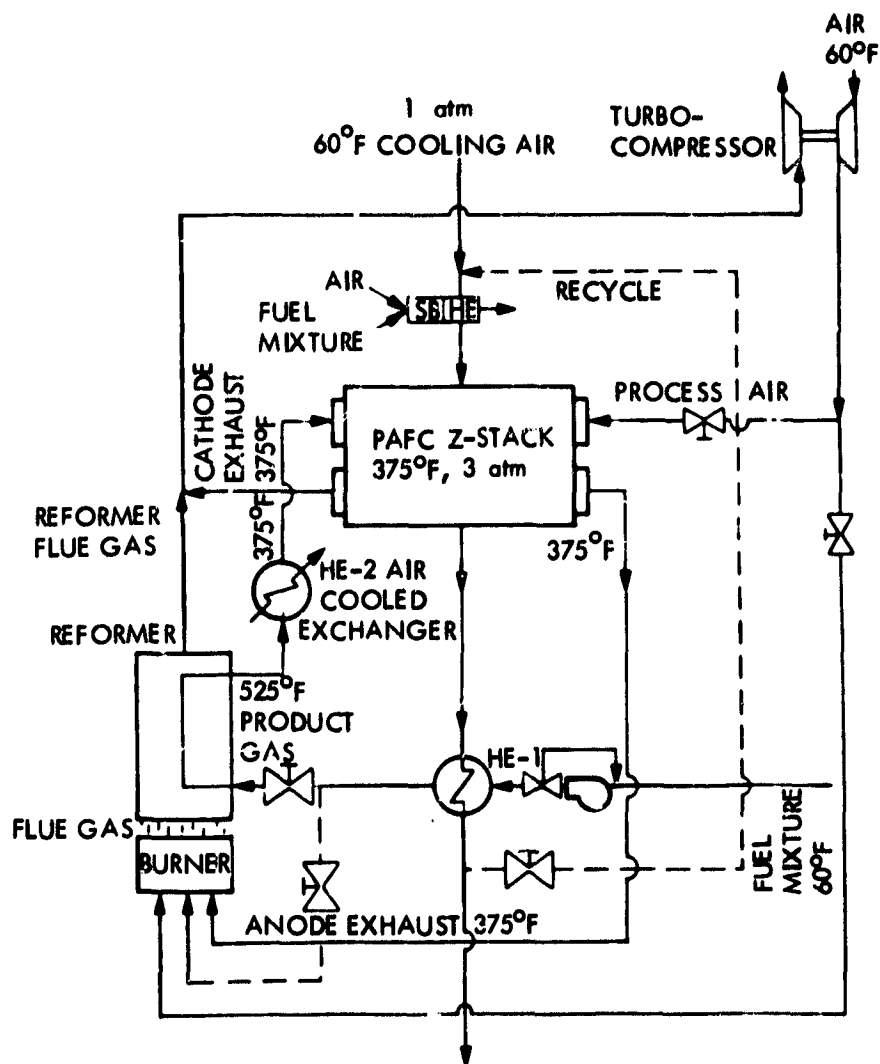 AIR
60°F
1 atm
60°F COOLING AIR
TURBO-
COMPRESSOR
AIR
FUEL
MIXTURE
SBIHE
RECYCLE
CATHODE
EXHAUST
375°F
375°F
PAFC Z-STACK
375°F, 3 atm
PROCESS AIR
REFORMER
FLUE GAS
375°F
HE-2 AIR
COOLED
EXCHANGER
REFORMER
525°F
PRODUCT
GAS
HE-1
FLUE GAS
BURNER
FUEL
MIXTURE
60°F
ANODE EXHAUST 375°F